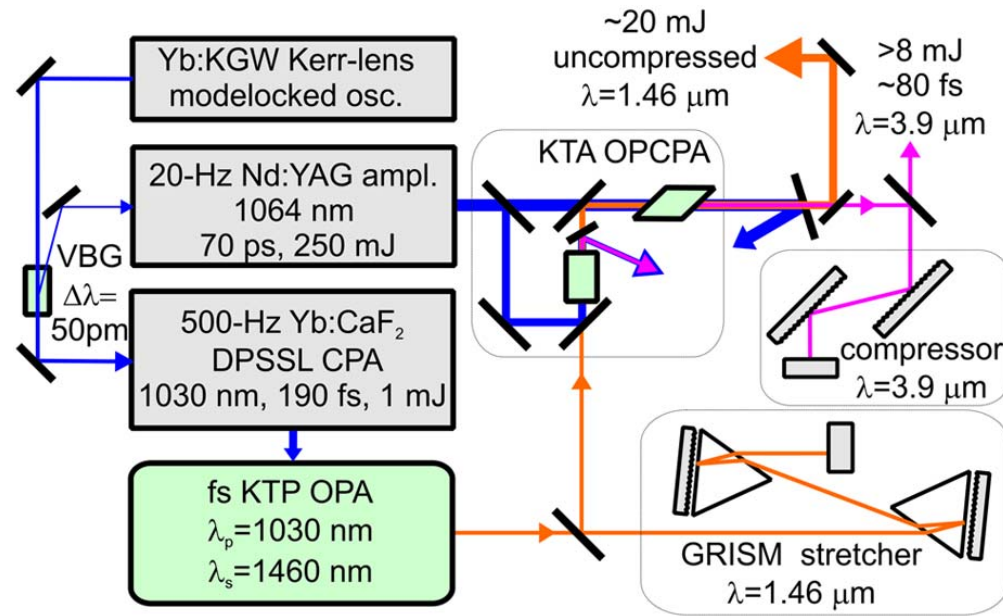 Yb:KGW Kerr-lens
modelocked osc.
20-Hz Nd:YAG ampl.
1064 nm
70 ps, 250 mJ
VBG
Δλ=
50pm
500-Hz Yb:CaF₂
DPSSL CPA
1030 nm, 190 fs, 1 mJ
fs KTP OPA
λₚ=1030 nm
λₛ=1460 nm
KTA OPCPA
~20 mJ
uncompressed
λ=1.46 μm
>8 mJ
~80 fs
λ=3.9 μm
compressor
λ=3.9 μm
GRISM stretcher
λ=1.46 μm